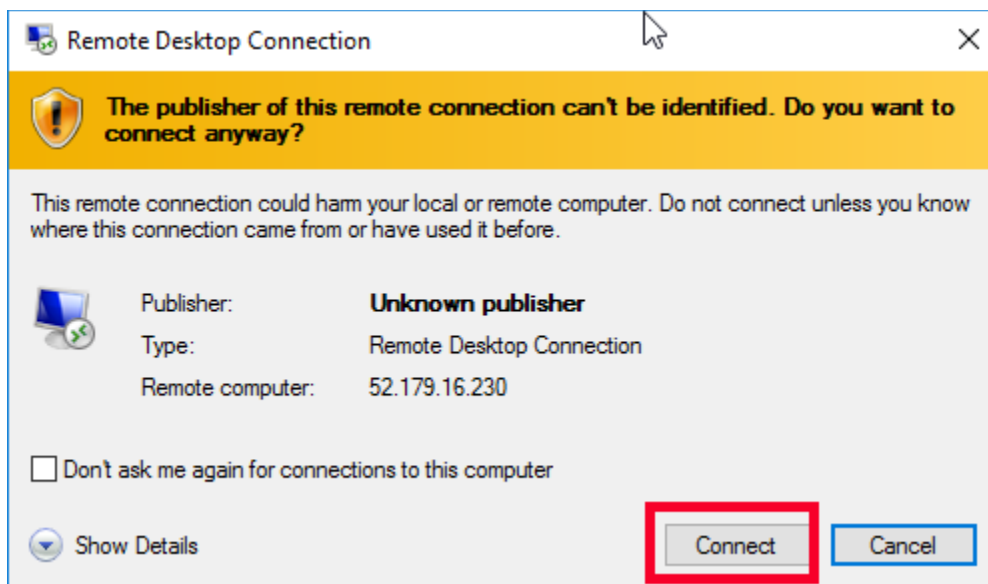 Remote Desktop Connection
The publisher of this remote connection can't be identified. Do you want to
connect anyway?
This remote connection could harm your local or remote computer. Do not connect unless you know
where this connection came from or have used it before.
Publisher: Unknown publisher
Type: Remote Desktop Connection
Remote computer: 52.179.16.230
Don't ask me again for connections to this computer
Show Details Connect Cancel